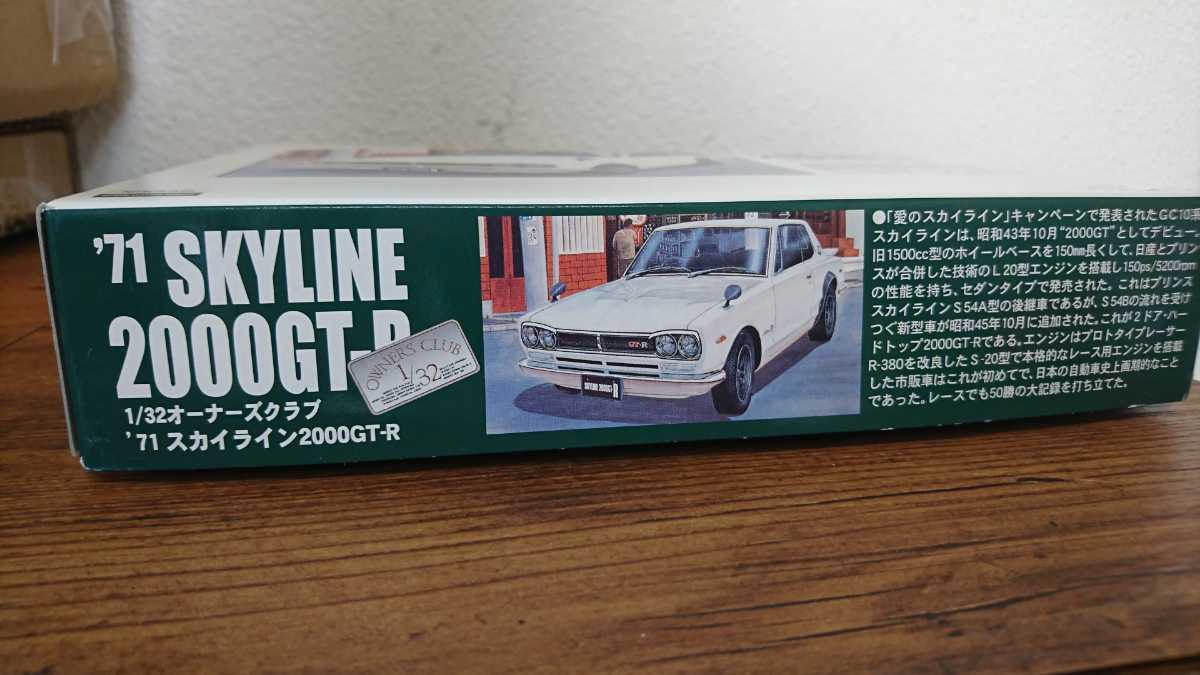 '71 SKYLINE
2000GT-R
OWNERS CLUB
1/32
1/32オーナーズクラブ
'71 スカイライン2000GT-R
GT-R
SKYLINE 2000GT R
●「愛のスカイライン」キャンペーンで発表されたGC10系
スカイラインは、昭和43年10月“2000GT”としてデビュー。
旧1500cc型のホイールベースを150㎜長くして、日産とプリン
スが合併した技術のL20型エンジンを搭載し150ps/5200rpm
の性能を持ち、セダンタイプで発売された。これはプリンス
スカイラインS54A型の後継車であるが、S54Bの流れを受け
つぐ新型車が昭和45年10月に追加された。これが2ドア・ハー
ドトップ2000GT-Rである。エンジンはプロトタイプレーサー
R-380を改良したS-20型で本格的なレース用エンジンを搭載
した市販車はこれが初めてで、日本の自動車史上画期的なこと
であった。レースでも50勝の大記録を打ち立てた。